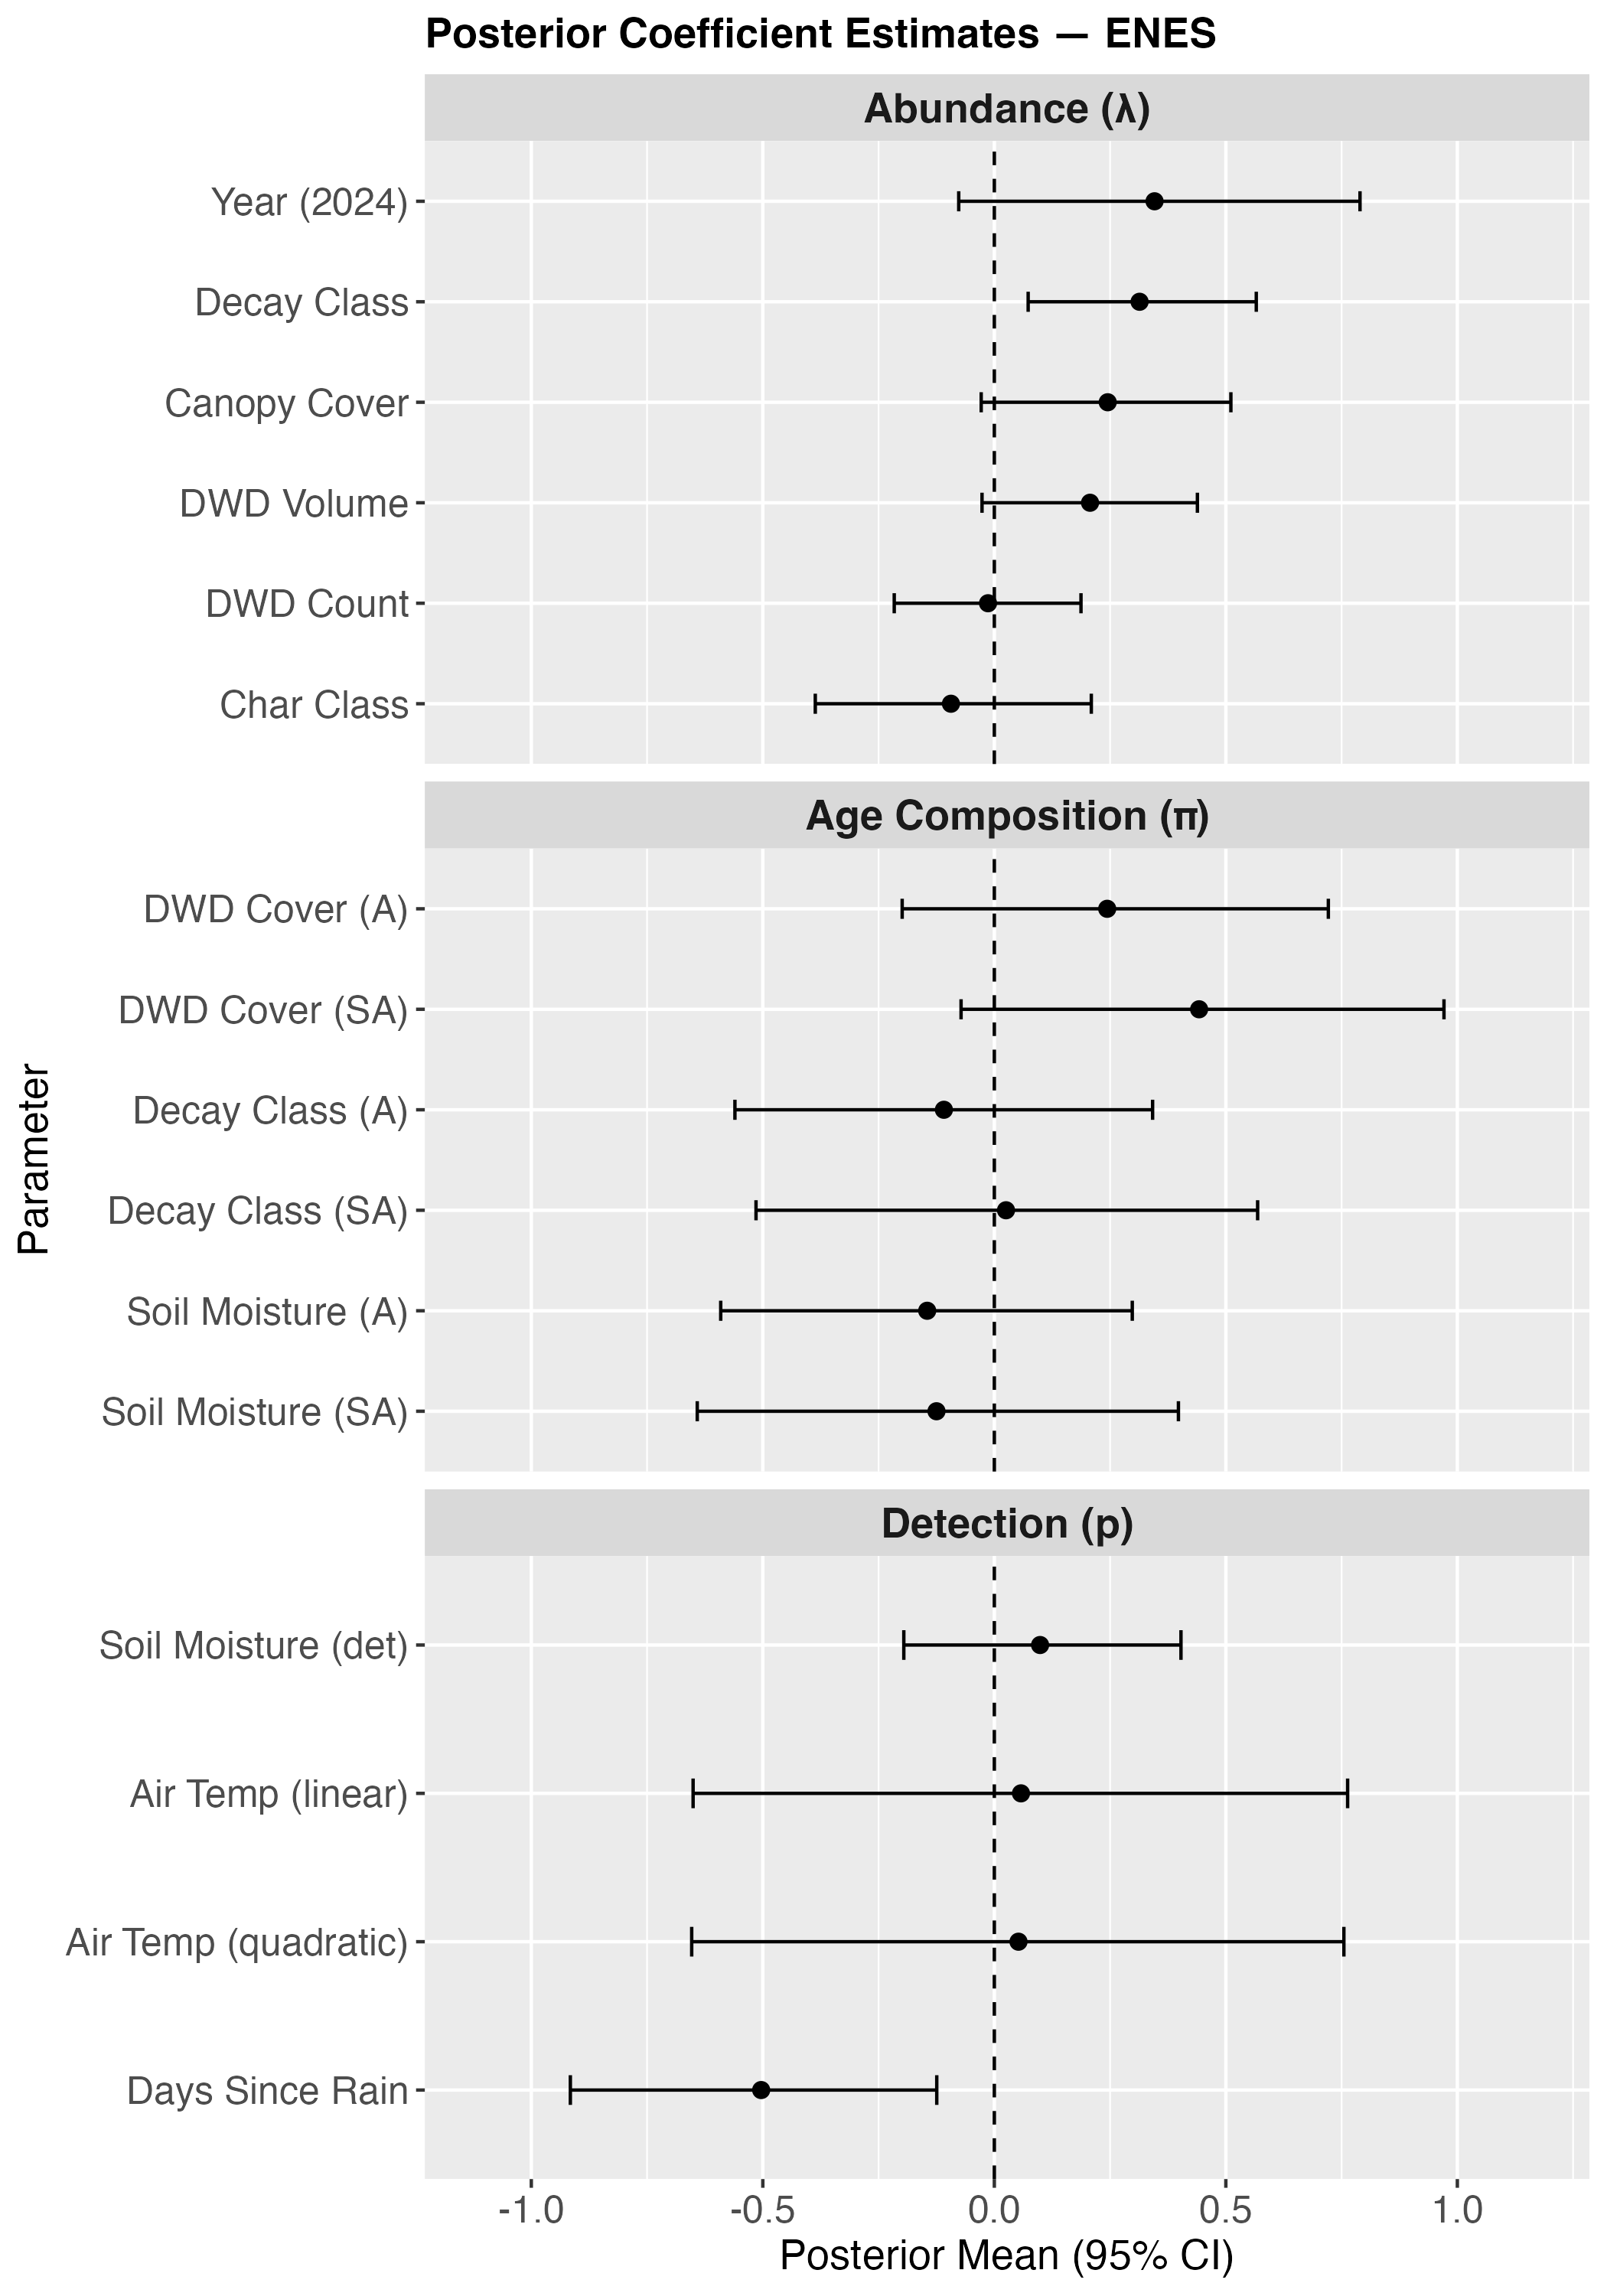 Posterior Coefficient Estimates — ENES
Abundance (λ)
Year (2024)
Decay Class
Canopy Cover
DWD Volume
DWD Count
Char Class
Age Composition (π)
DWD Cover (A)
DWD Cover (SA)
Decay Class (A)
Decay Class (SA)
Soil Moisture (A)
Soil Moisture (SA)
Parameter
Detection (p)
Soil Moisture (det)
Air Temp (linear)
Air Temp (quadratic)
Days Since Rain
-1.0 -0.5 0.0 0.5 1.0
Posterior Mean (95% CI)